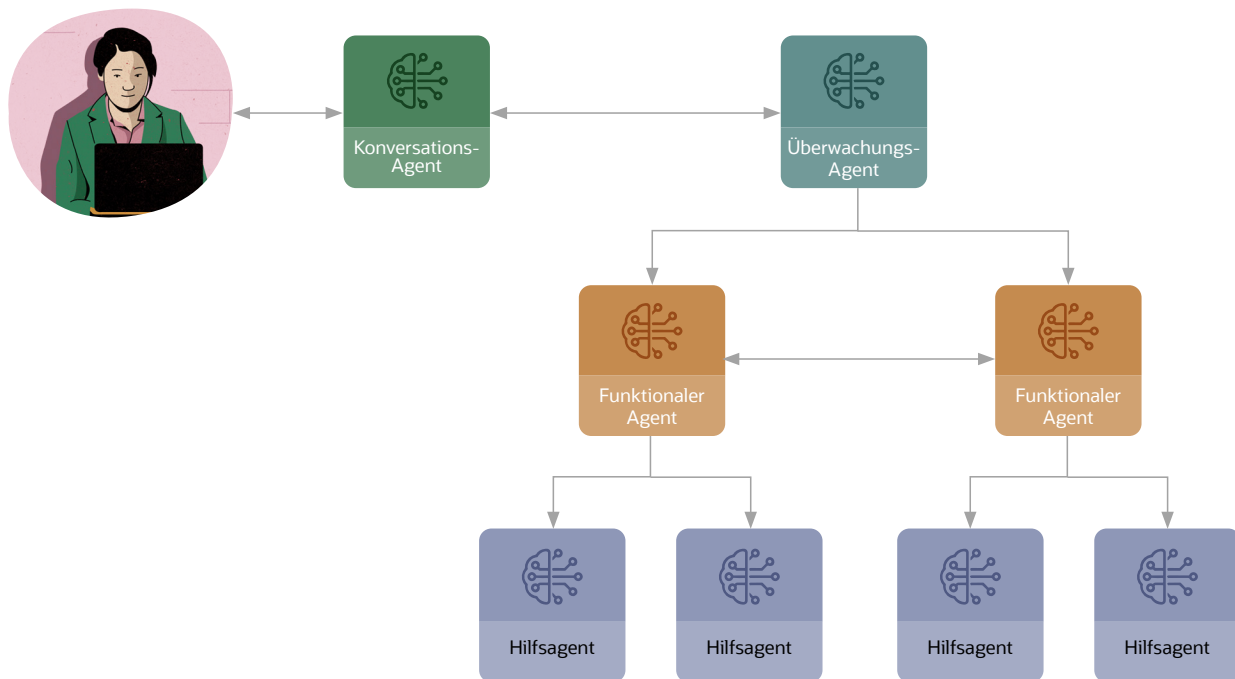 Konversations-
Agent
Überwachungs-
Agent
Funktionaler
Agent
Funktionaler
Agent
Hilfsagent
Hilfsagent
Hilfsagent
Hilfsagent